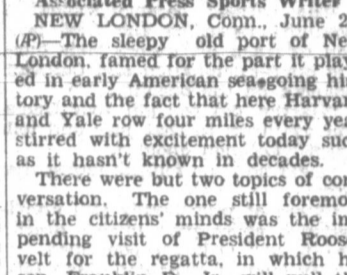 Associated Press Sports Writer
NEW LONDON, Conn., June 2
(AP)—The sleepy old port of Ne
London, famed for the part it play
ed in early American sea-going his
tory and the fact that here Harvar
and Yale row four miles every yea
stirred with excitement today suc
as it hasn't known in decades.
There were but two topics of con
versation. The one still foremo
in the citizens' minds was the im
pending visit of President Roos
velt for the regatta, in which h